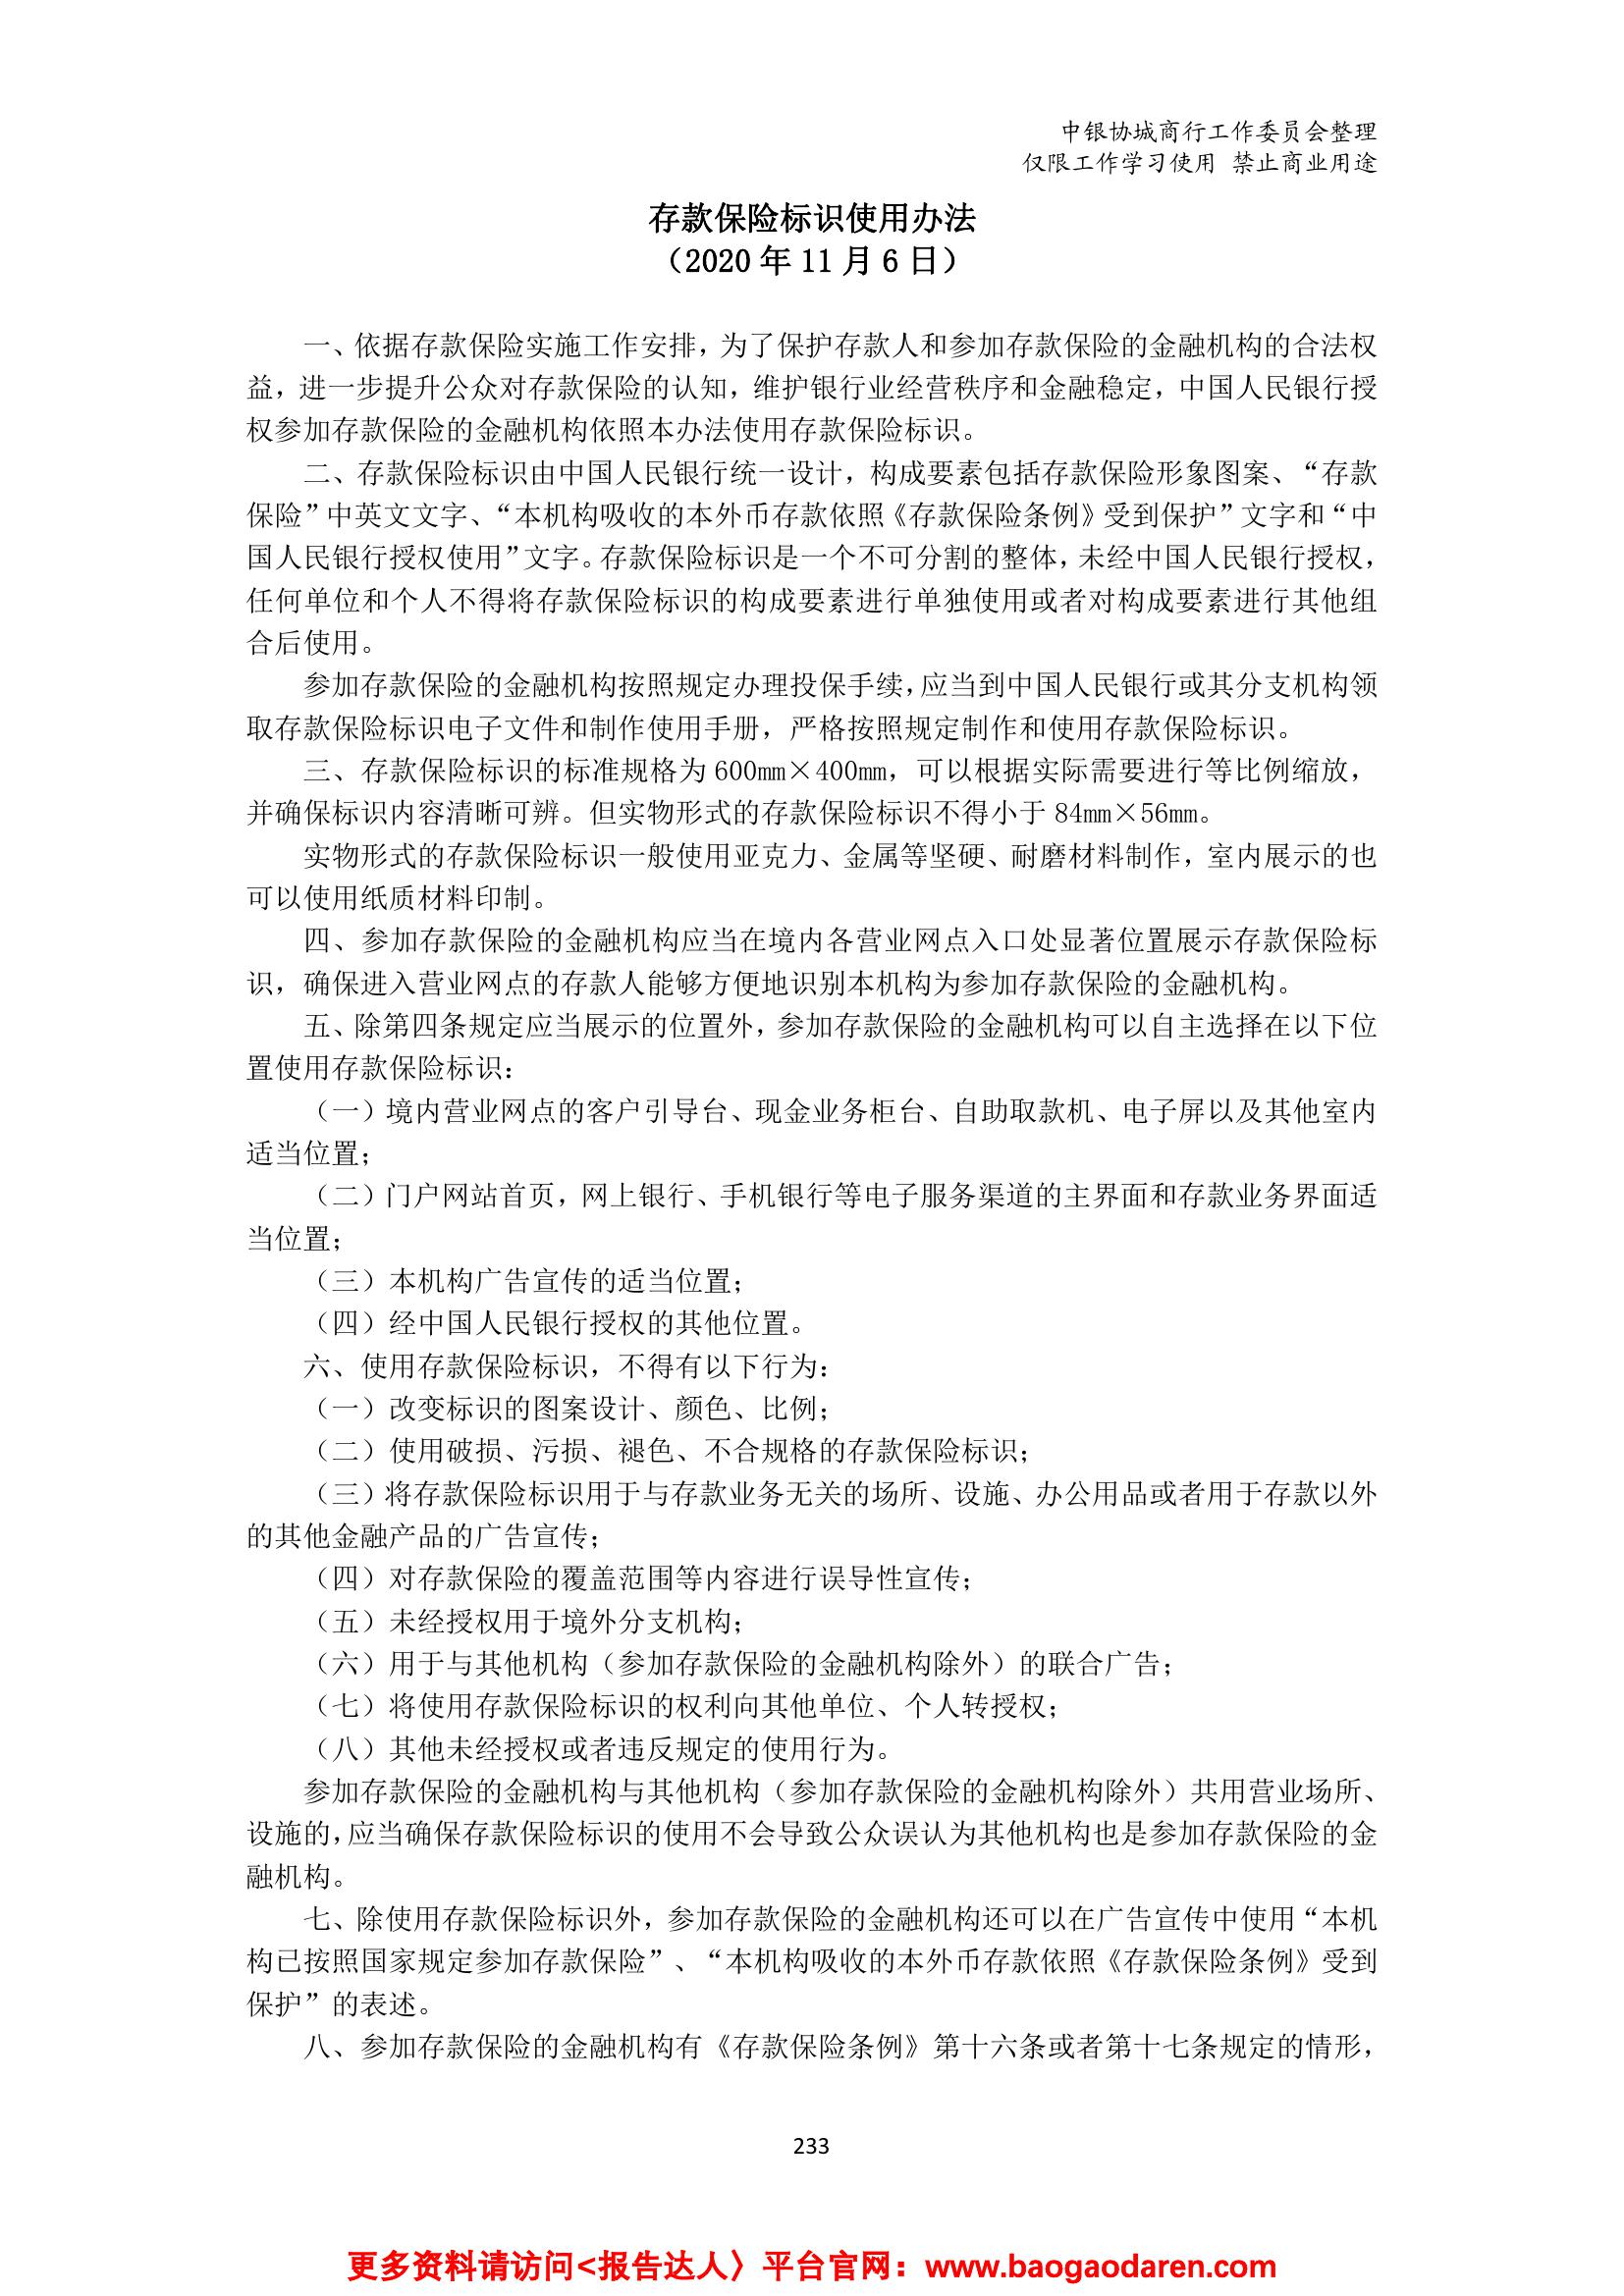 中银协城商行工作委员会整理
仅限工作学习使用 禁止商业用途
存款保险标识使用办法
（2020 年 11 月 6 日）
一、依据存款保险实施工作安排，为了保护存款人和参加存款保险的金融机构的合法权
益，进一步提升公众对存款保险的认知，维护银行业经营秩序和金融稳定，中国人民银行授
权参加存款保险的金融机构依照本办法使用存款保险标识。
二、存款保险标识由中国人民银行统一设计，构成要素包括存款保险形象图案、“存款
保险”中英文文字、“本机构吸收的本外币存款依照《存款保险条例》受到保护”文字和“中
国人民银行授权使用”文字。存款保险标识是一个不可分割的整体，未经中国人民银行授权，
任何单位和个人不得将存款保险标识的构成要素进行单独使用或者对构成要素进行其他组
合后使用。
参加存款保险的金融机构按照规定办理投保手续，应当到中国人民银行或其分支机构领
取存款保险标识电子文件和制作使用手册，严格按照规定制作和使用存款保险标识。
三、存款保险标识的标准规格为 600mm×400mm，可以根据实际需要进行等比例缩放，
并确保标识内容清晰可辨。但实物形式的存款保险标识不得小于 84mm×56mm。
实物形式的存款保险标识一般使用亚克力、金属等坚硬、耐磨材料制作，室内展示的也
可以使用纸质材料印制。
四、参加存款保险的金融机构应当在境内各营业网点入口处显著位置展示存款保险标
识，确保进入营业网点的存款人能够方便地识别本机构为参加存款保险的金融机构。
五、除第四条规定应当展示的位置外，参加存款保险的金融机构可以自主选择在以下位
置使用存款保险标识：
（一）境内营业网点的客户引导台、现金业务柜台、自助取款机、电子屏以及其他室内
适当位置；
（二）门户网站首页，网上银行、手机银行等电子服务渠道的主界面和存款业务界面适
当位置；
（三）本机构广告宣传的适当位置；
（四）经中国人民银行授权的其他位置。
六、使用存款保险标识，不得有以下行为：
（一）改变标识的图案设计、颜色、比例；
（二）使用破损、污损、褪色、不合规格的存款保险标识；
（三）将存款保险标识用于与存款业务无关的场所、设施、办公用品或者用于存款以外
的其他金融产品的广告宣传；
（四）对存款保险的覆盖范围等内容进行误导性宣传；
（五）未经授权用于境外分支机构；
（六）用于与其他机构（参加存款保险的金融机构除外）的联合广告；
（七）将使用存款保险标识的权利向其他单位、个人转授权；
（八）其他未经授权或者违反规定的使用行为。
参加存款保险的金融机构与其他机构（参加存款保险的金融机构除外）共用营业场所、
设施的，应当确保存款保险标识的使用不会导致公众误认为其他机构也是参加存款保险的金
融机构。
七、除使用存款保险标识外，参加存款保险的金融机构还可以在广告宣传中使用“本机
构已按照国家规定参加存款保险”、“本机构吸收的本外币存款依照《存款保险条例》受到
保护”的表述。
八、参加存款保险的金融机构有《存款保险条例》第十六条或者第十七条规定的情形，
233
更多资料请访问<报告达人〉平台官网：www.baogaodaren.com